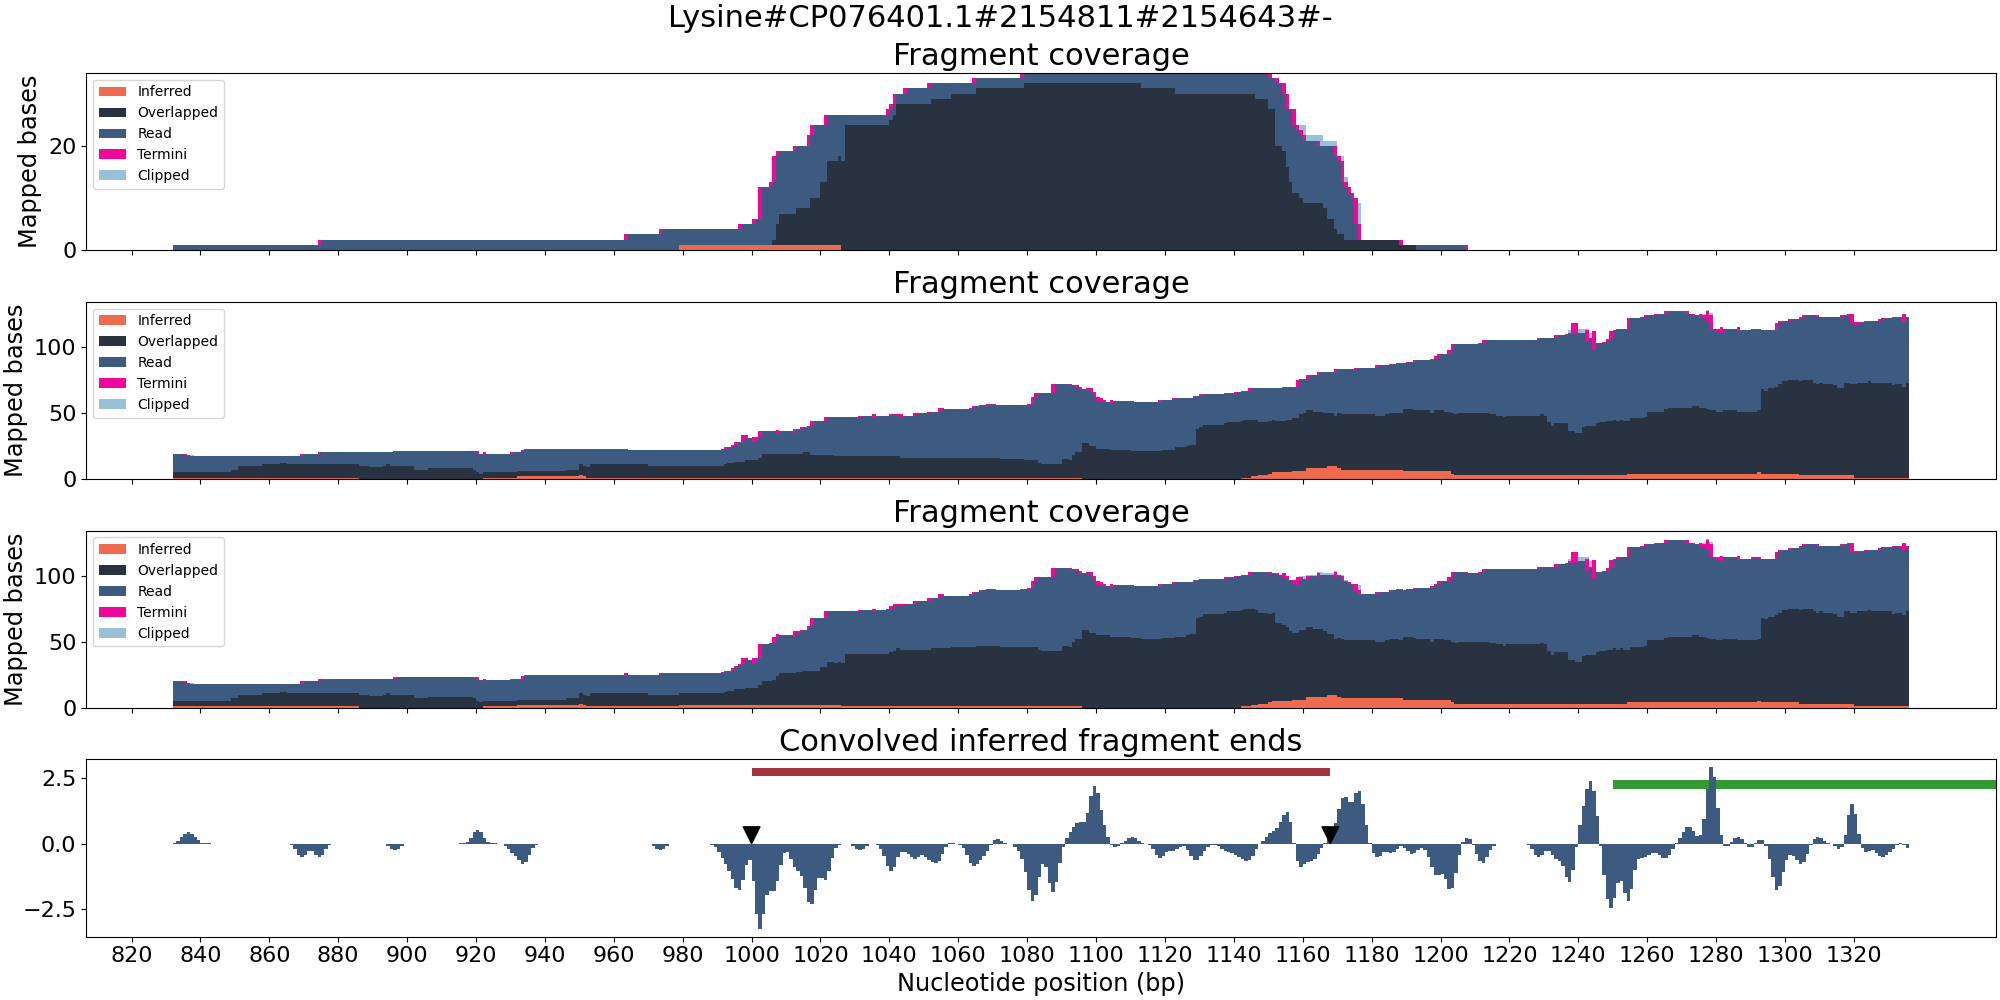 Lysine#CP076401.1#2154811#2154643#-
Fragment coverage
Mapped bases
20
0
Inferred
Overlapped
Read
Termini
Clipped
Fragment coverage
Mapped bases
100
50
0
Inferred
Overlapped
Read
Termini
Clipped
Fragment coverage
Mapped bases
100
50
0
Inferred
Overlapped
Read
Termini
Clipped
Convolved inferred fragment ends
2.5
0.0
−2.5
820 840 860 880 900 920 940 960 980 1000 1020 1040 1060 1080 1100 1120 1140 1160 1180 1200 1220 1240 1260 1280 1300 1320
Nucleotide position (bp)